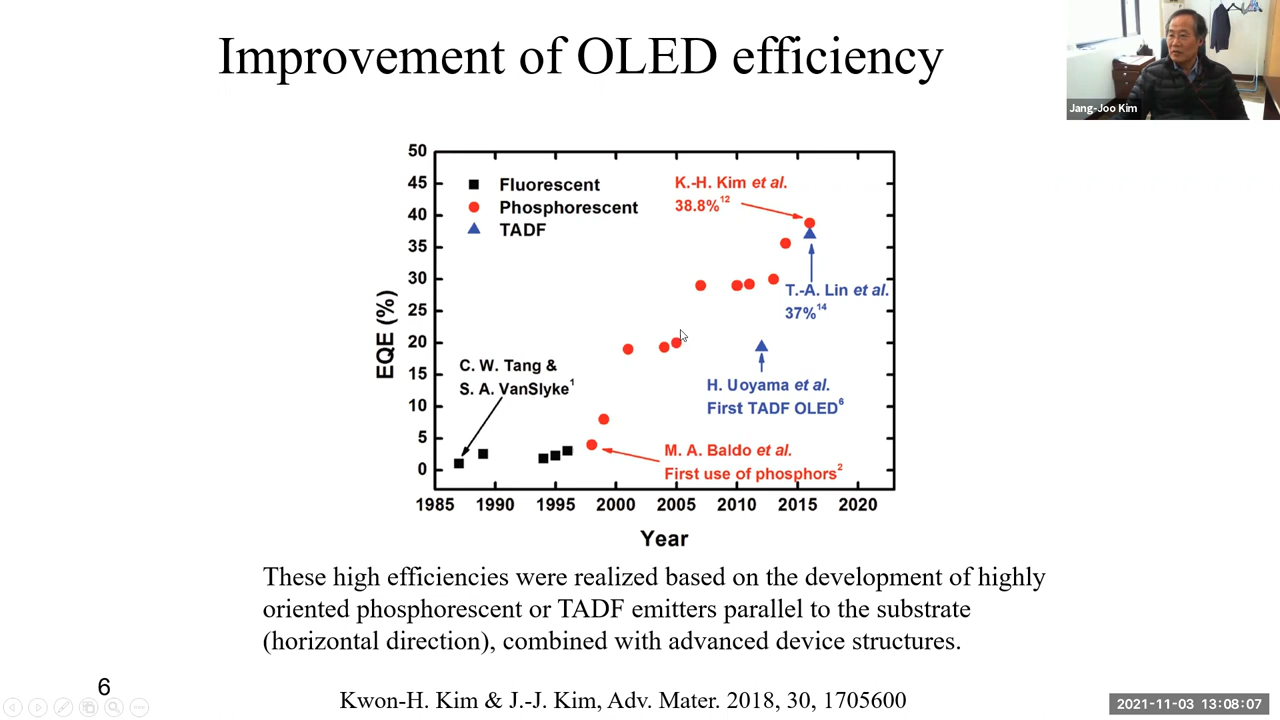 Improvement of OLED efficiency
Jang-Joo Kim
50
45
40
35
30
25
20
15
10
5
0
EQE (%)
Fluorescent
Phosphorescent
TADF
K.-H. Kim et al.
38.8%12
T.-A. Lin et al.
37%14
C. W. Tang &
S. A. VanSlyke1
H. Uoyama et al.
First TADF OLED6
M. A. Baldo et al.
First use of phosphors2
1985 1990 1995 2000 2005 2010 2015 2020
Year
These high efficiencies were realized based on the development of highly
oriented phosphorescent or TADF emitters parallel to the substrate
(horizontal direction), combined with advanced device structures.
6
Kwon-H. Kim & J.-J. Kim, Adv. Mater. 2018, 30, 1705600
2021-11-03 13:08:07